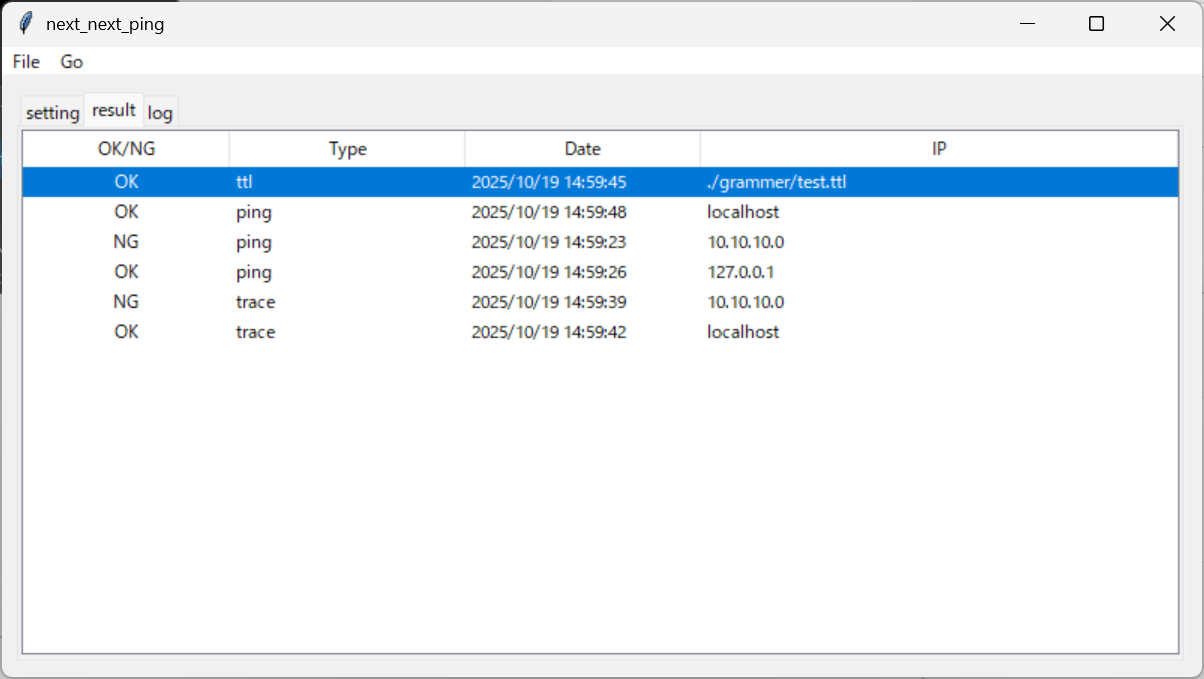 next_next_ping
File Go
setting result log
OK/NG Type Date IP
OK ttl 2025/10/19 14:59:45 ./grammer/test.ttl
OK ping 2025/10/19 14:59:48 localhost
NG ping 2025/10/19 14:59:23 10.10.10.0
OK ping 2025/10/19 14:59:26 127.0.0.1
NG trace 2025/10/19 14:59:39 10.10.10.0
OK trace 2025/10/19 14:59:42 localhost